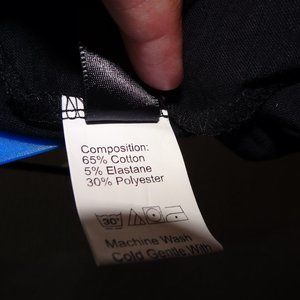 Composition:
65% Cotton
5% Elastane
30% Polyester
30°
Machine Wash
Cold Gentle With